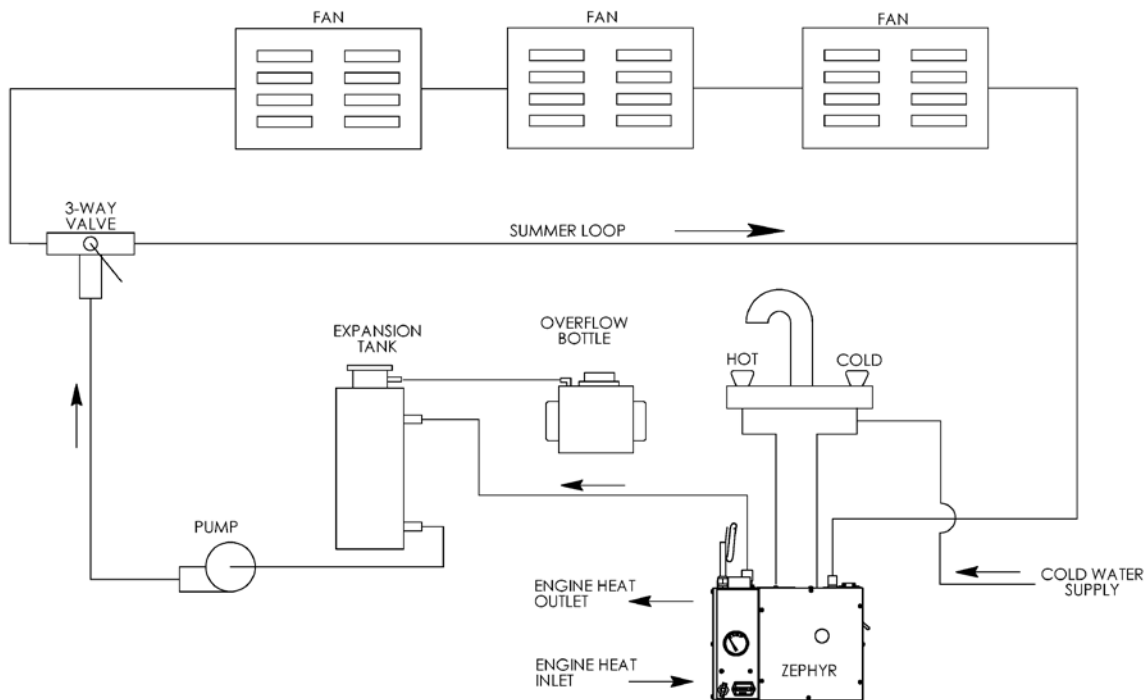 FAN
FAN
FAN
3-WAY
VALVE
SUMMER LOOP
EXPANSION
TANK
OVERFLOW
BOTTLE
HOT
COLD
PUMP
ENGINE HEAT
OUTLET
COLD WATER
SUPPLY
ENGINE HEAT
INLET
ZEPHYR